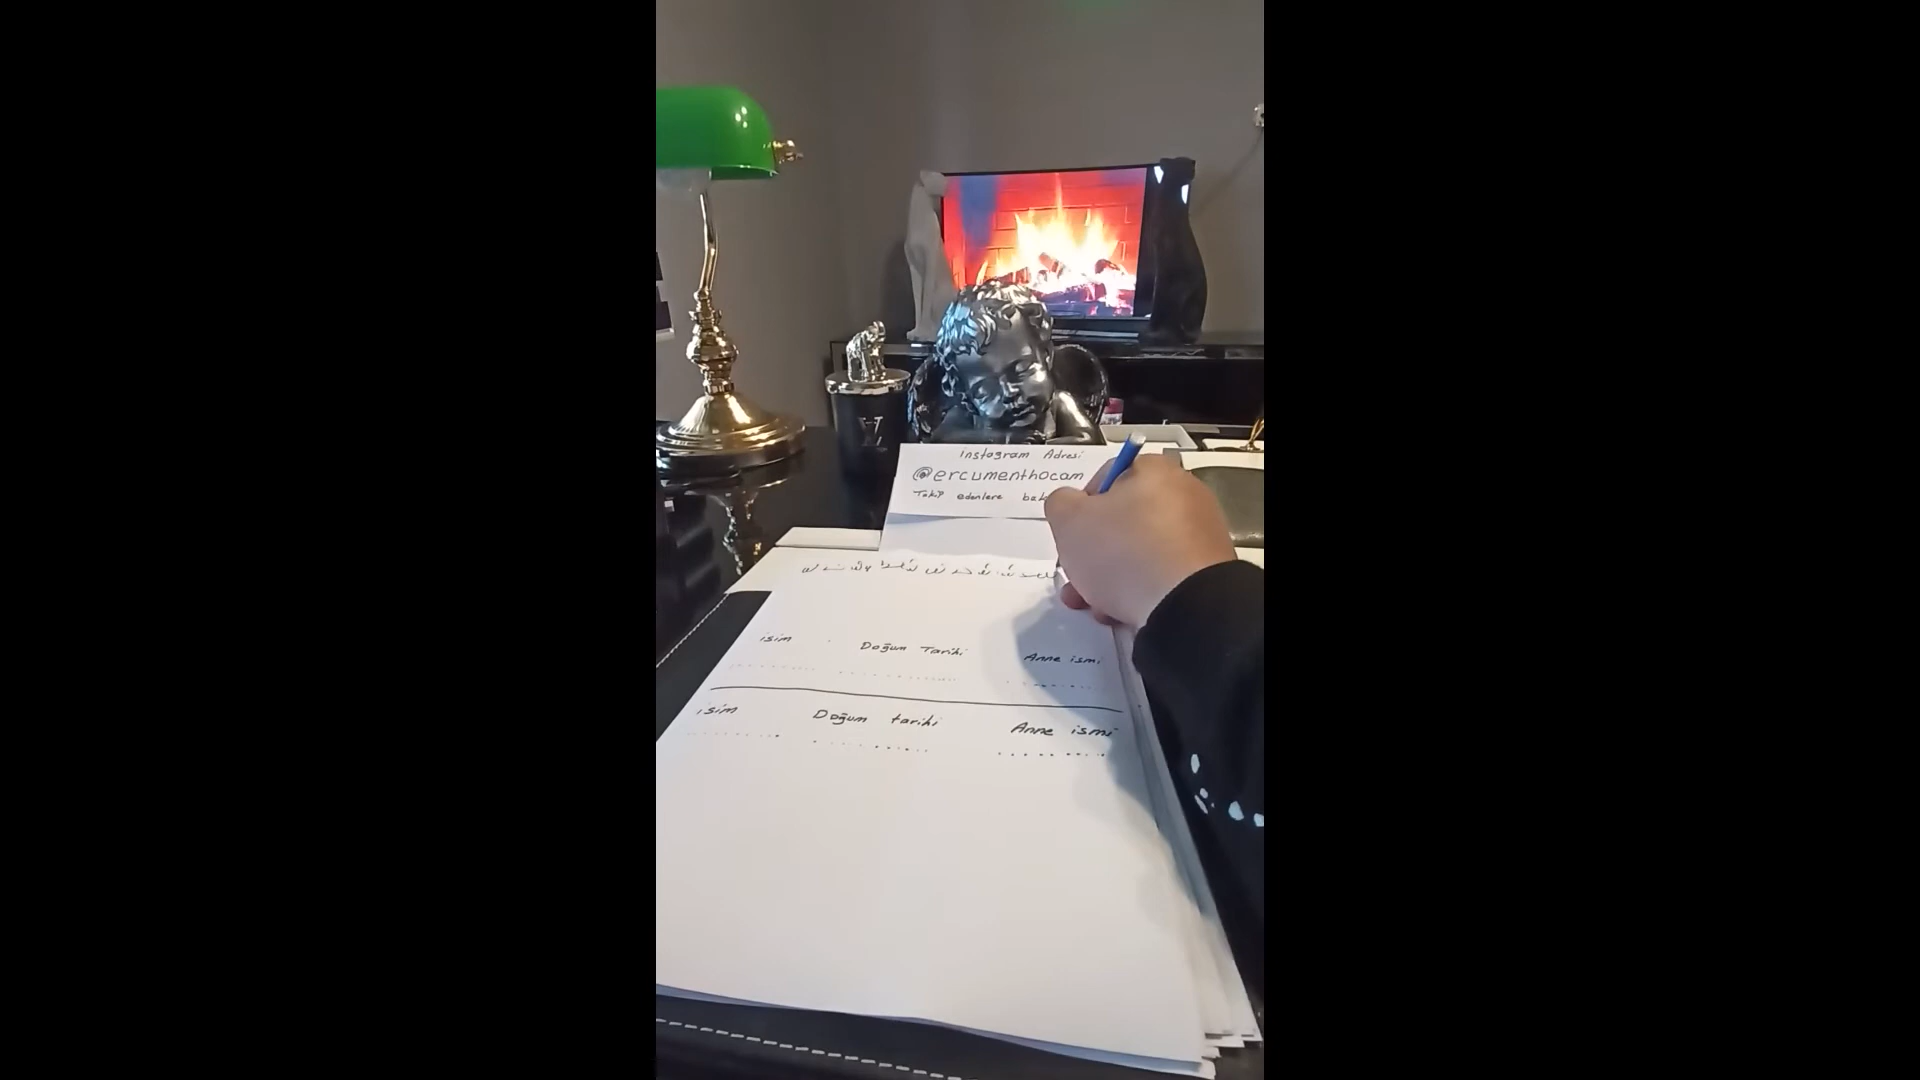 Instagram Adresi
@ercumenthocam
Takip edenlere
isim Doğum Tarihi Anne ismi
isim Doğum tarihi Anne ismi